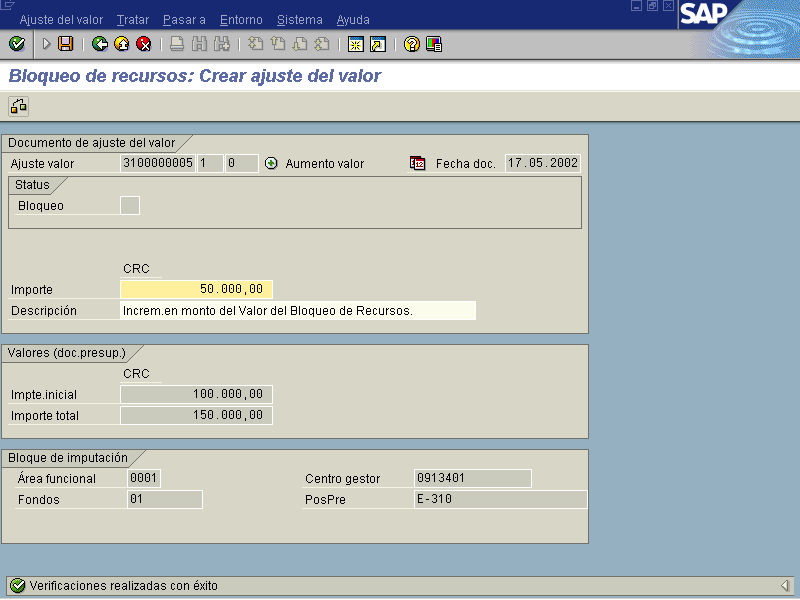 Ajuste del valor Tratar Pasar a Entorno Sistema Ayuda
SAP
Bloqueo de recursos: Crear ajuste del valor
Documento de ajuste del valor
Ajuste valor 3100000005 1 0 Aumento valor Fecha doc. 17.05.2002
Status
Bloqueo
CRC
Importe 50.000,00
Descripción Increm.en monto del Valor del Bloqueo de Recursos.
Valores (doc.presup.)
CRC
Impte.inicial 100.000,00
Importe total 150.000,00
Bloque de imputación
Área funcional 0001 Centro gestor 0913401
Fondos 01 PosPre E-310
Verificaciones realizadas con éxito